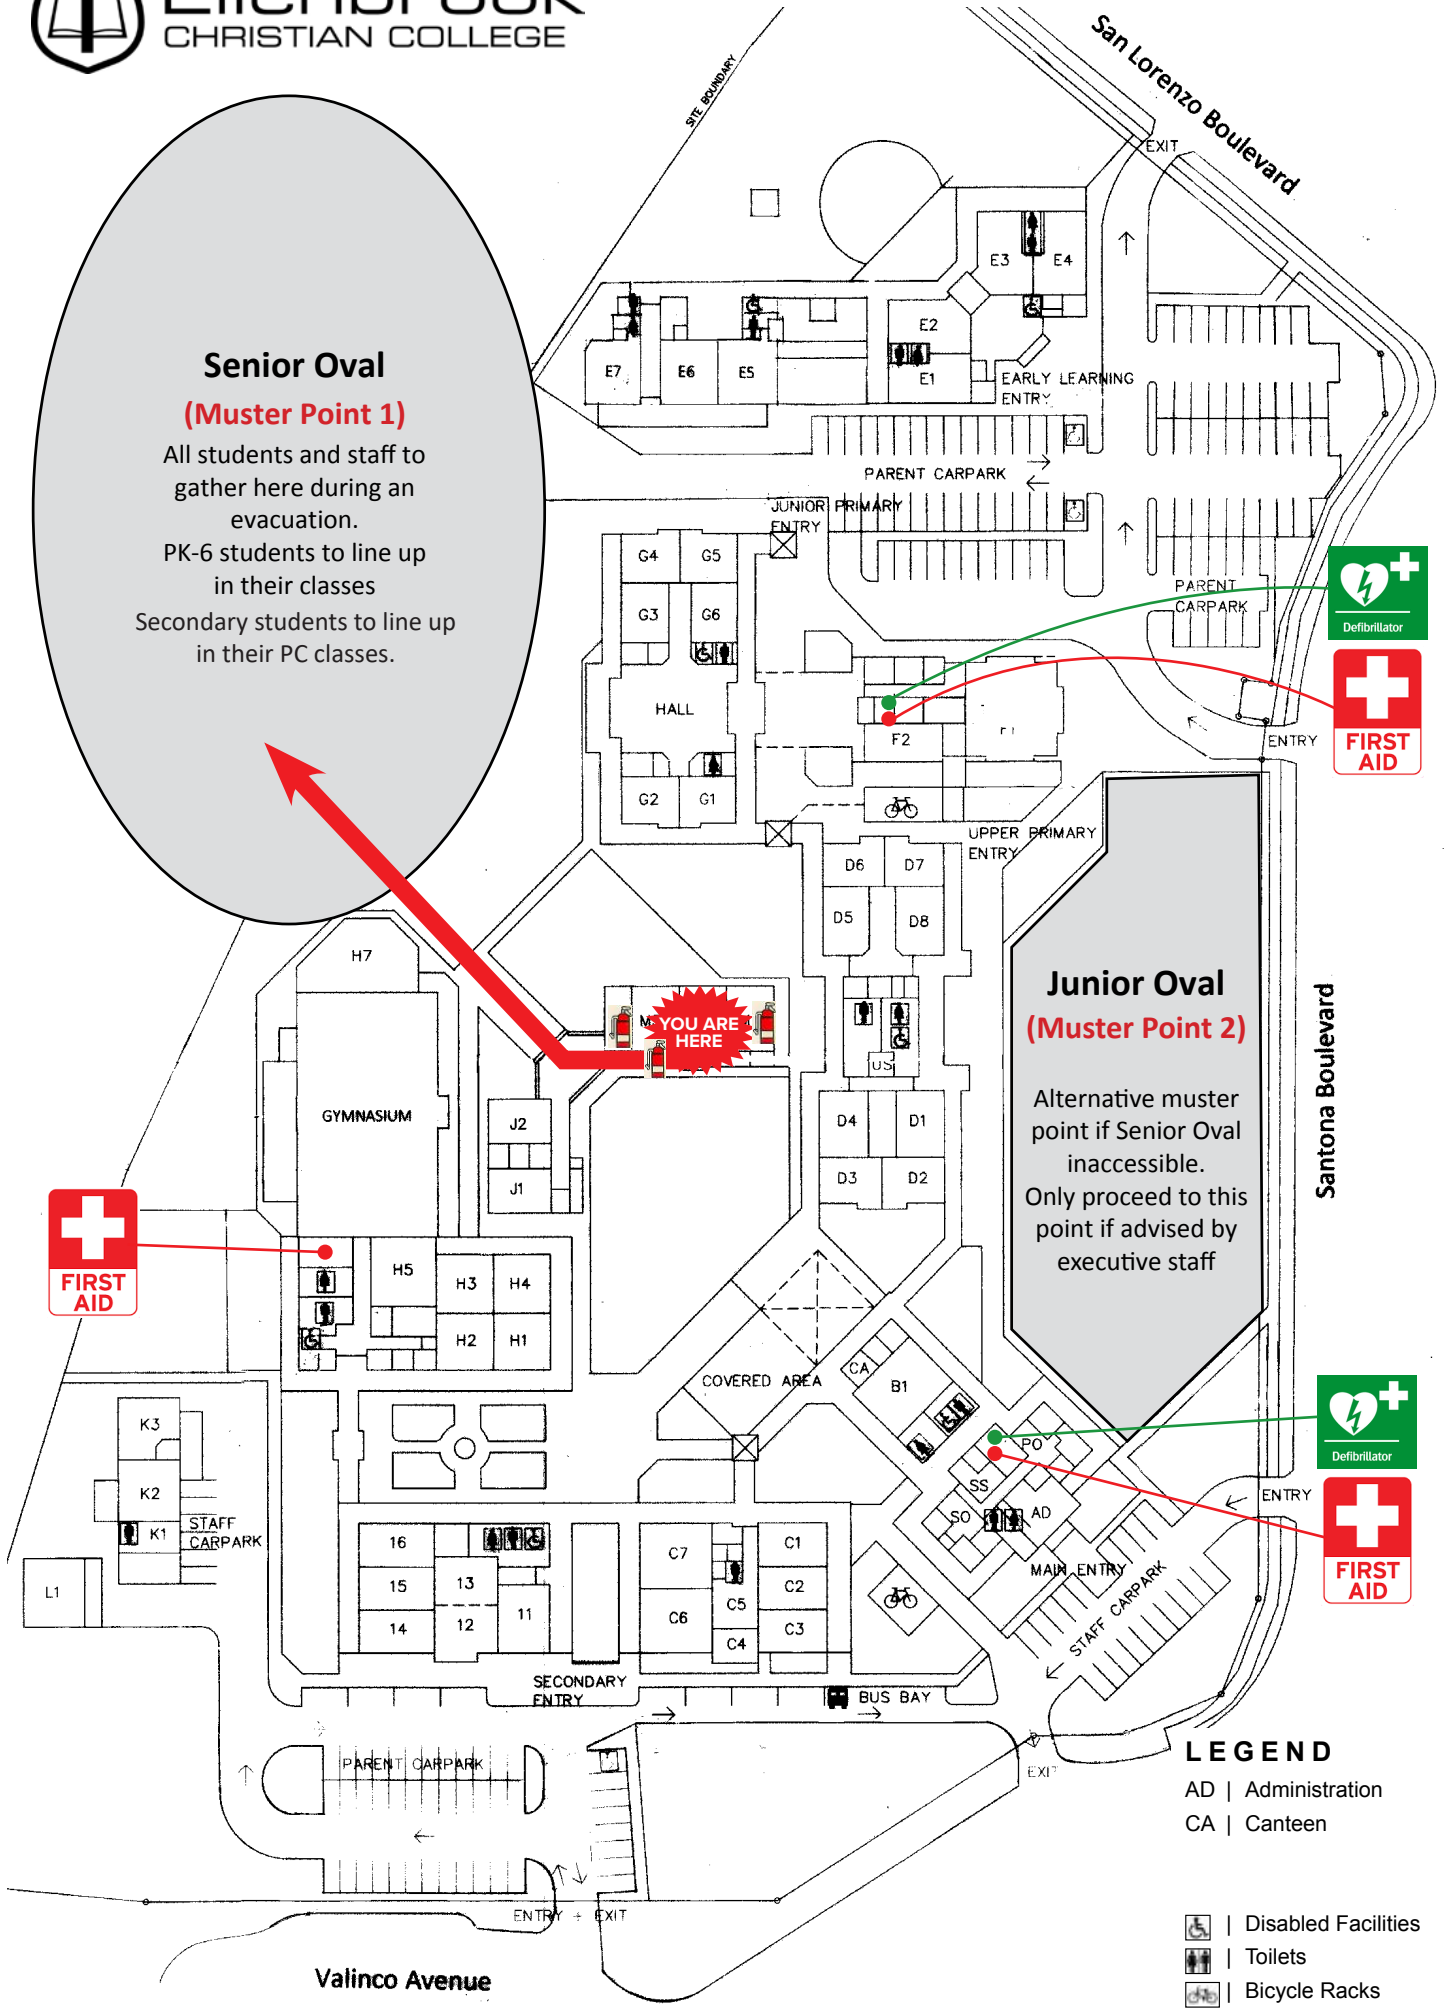 CHRISTIAN COLLEGE
San Lorenzo Boulevard
SITE BOUNDARY
EXIT
E3
E4
E2
E7
E6
E5
E1
EARLY LEARNING
ENTRY
Senior Oval
(Muster Point 1)
All students and staff to
gather here during an
evacuation.
PK-6 students to line up
in their classes
Secondary students to line up
in their PC classes.
PARENT CARPARK
JUNIOR PRIMARY
ENTRY
G4
G5
G3
G6
PARENT
CARPARK
Defibrillator
HALL
F2
F1
ENTRY
FIRST
AID
G2
G1
UPPER PRIMARY
ENTRY
D6
D7
D5
D8
H7
YOU ARE
HERE
US
Junior Oval
(Muster Point 2)
Alternative muster
point if Senior Oval
inaccessible.
Only proceed to this
point if advised by
executive staff
Santona Boulevard
GYMNASIUM
J2
J1
D4
D1
D3
D2
FIRST
AID
H5
H3
H4
H2
H1
COVERED AREA
CA
B1
K3
K2
K1
STAFF
CARPARK
L1
PO
SS
SO
AD
Defibrillator
ENTRY
FIRST
AID
MAIN ENTRY
STAFF CARPARK
16
15
14
13
12
11
C7
C6
C5
C4
C1
C2
C3
SECONDARY
ENTRY
BUS BAY
PARENT CARPARK
EXIT
ENTRY + EXIT
Valinco Avenue
LEGEND
AD | Administration
CA | Canteen
| Disabled Facilities
| Toilets
| Bicycle Racks